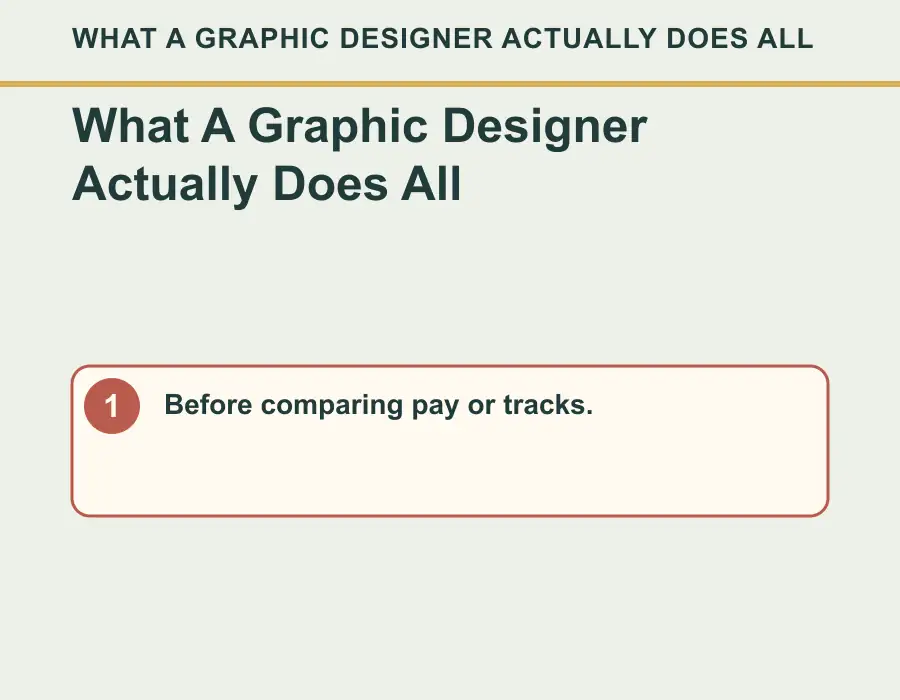 WHAT A GRAPHIC DESIGNER ACTUALLY DOES ALL
What A Graphic Designer
Actually Does All
1 Before comparing pay or tracks.